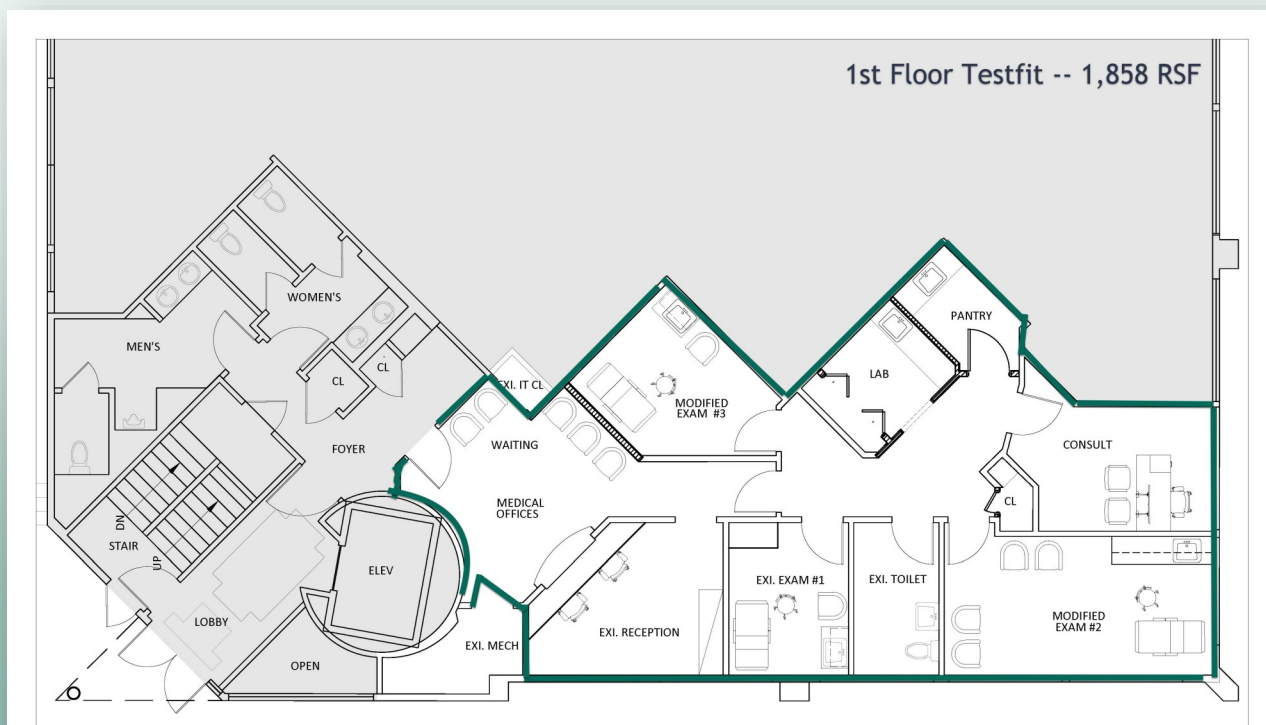 1st Floor Testfit -- 1,858 RSF
WOMEN'S
MEN'S
CL
CL
EXI. IT CL
PANTRY
LAB
MODIFIED
EXAM #3
WAITING
FOYER
CONSULT
MEDICAL
OFFICES
CL
DN
STAIR
UP
ELEV
EXI. EXAM #1
EXI. TOILET
LOBBY
EXI. RECEPTION
MODIFIED
EXAM #2
EXI. MECH
OPEN